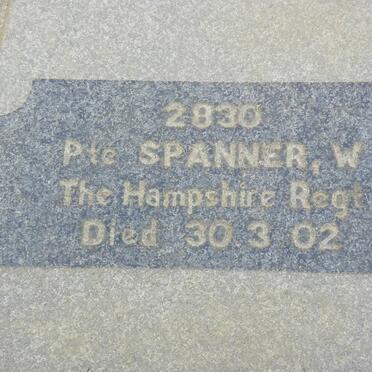 2830
Pte SPANNER, W
The Hampshire Regt
Died 30.3 02